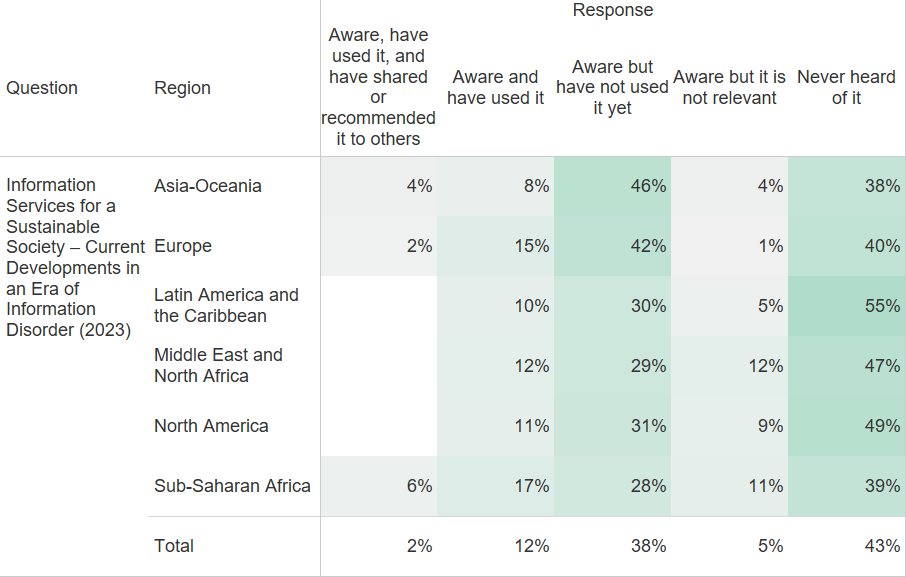 Response
Question
Region
Aware, have
used it, and
have shared
or
recommended
it to others
Aware and
have used it
Aware but
have not used
it yet
Aware but it is
not relevant
Never heard
of it
Information
Services for a
Sustainable
Society – Current
Developments in
an Era of
Information
Disorder (2023)
Asia-Oceania 4% 8% 46% 4% 38%
Europe 2% 15% 42% 1% 40%
Latin America and
the Caribbean
10% 30% 5% 55%
Middle East and
North Africa
12% 29% 12% 47%
North America 11% 31% 9% 49%
Sub-Saharan Africa 6% 17% 28% 11% 39%
Total 2% 12% 38% 5% 43%